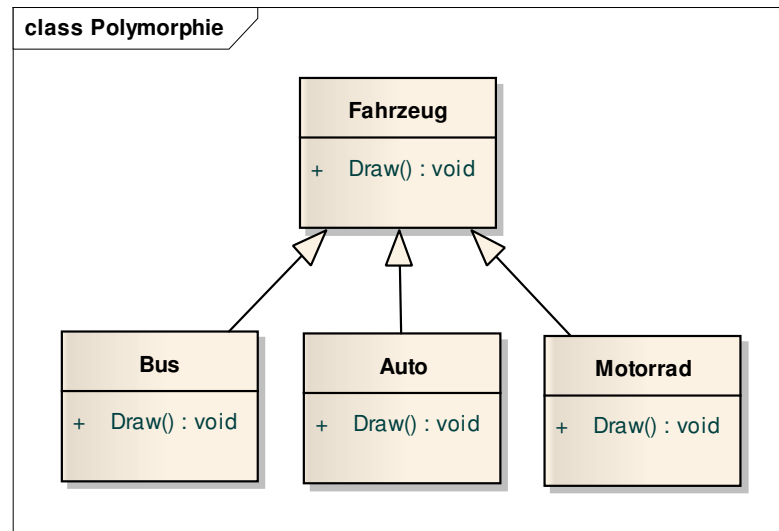 class Polymorphie
Fahrzeug
+ Draw() : void
Bus
+ Draw() : void
Auto
+ Draw() : void
Motorrad
+ Draw() : void